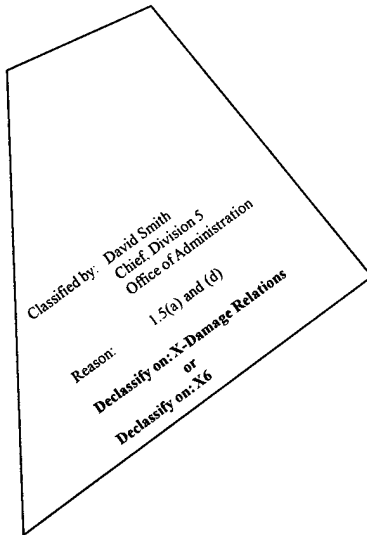 Classified by: David Smith
Chief. Division 5
Office of Administration
Reason: 1.5(a) and (d)
Declassify on: X-Damage Relations
or
Declassify on: X6